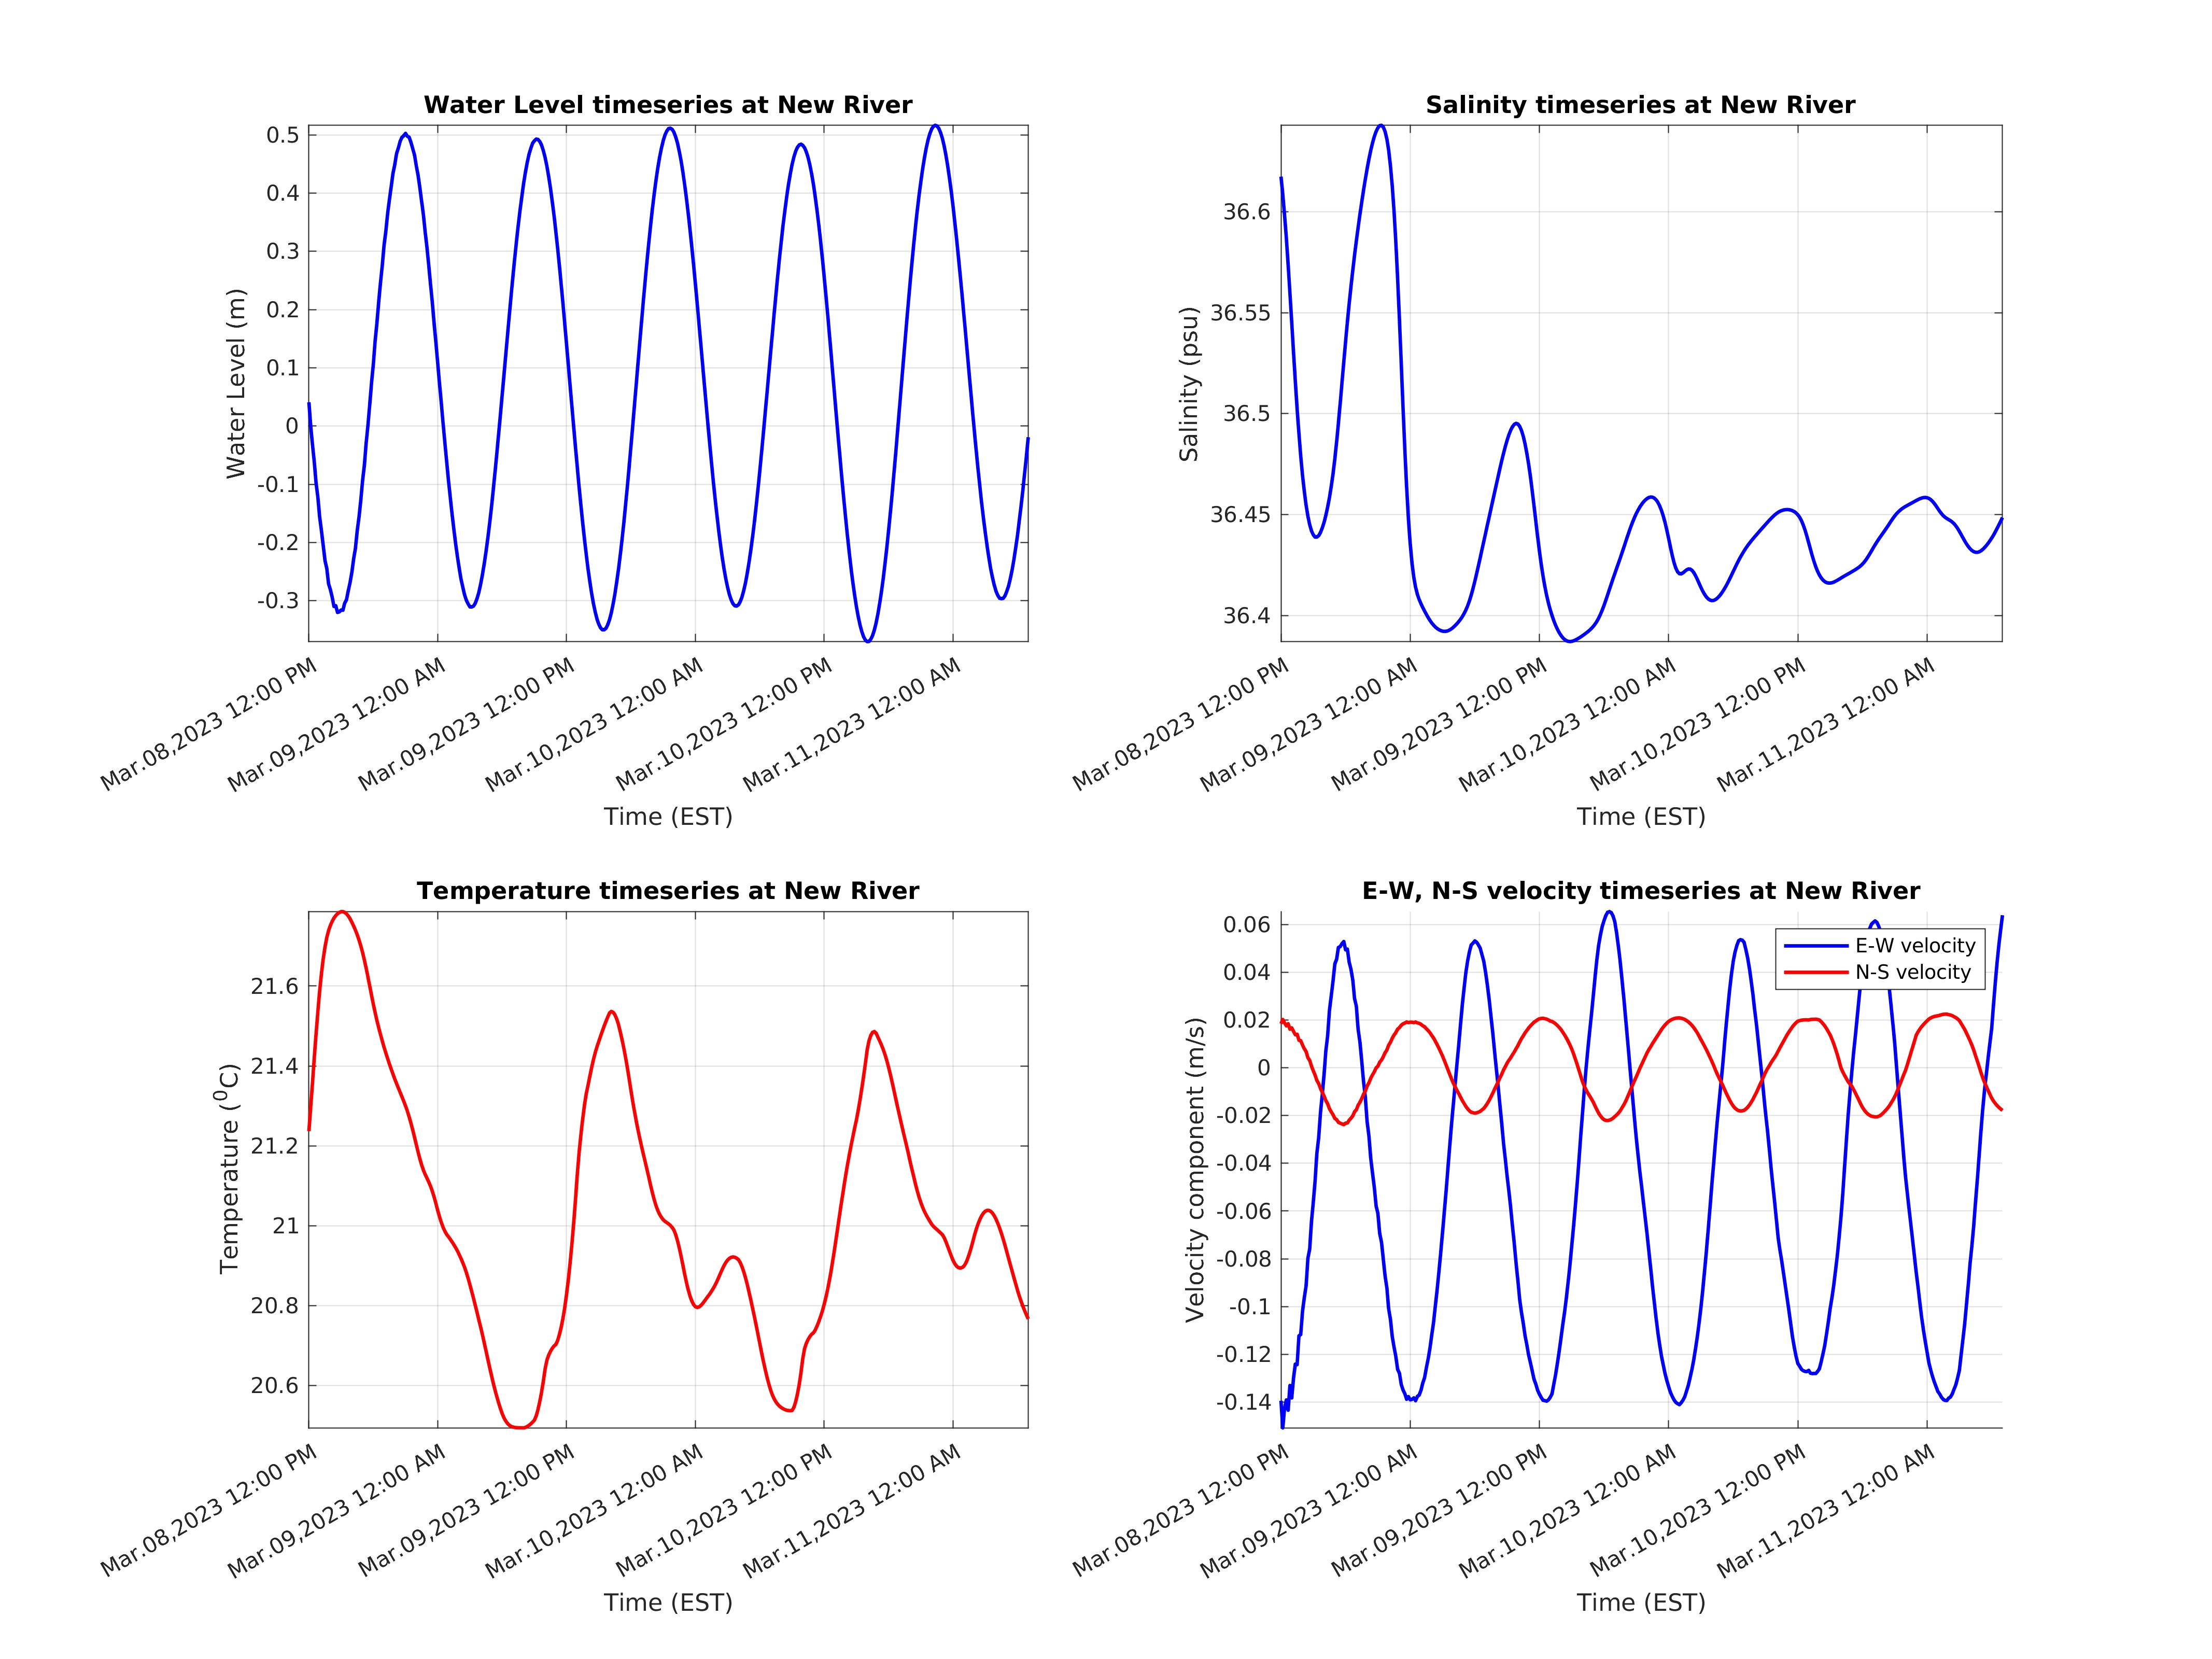 Water Level timeseries at New River
Water Level (m)
0.5
0.4
0.3
0.2
0.1
0
-0.1
-0.2
-0.3
Mar.08,2023 12:00 PM
Mar.09,2023 12:00 AM
Mar.09,2023 12:00 PM
Mar.10,2023 12:00 AM
Mar.10,2023 12:00 PM
Mar.11,2023 12:00 AM
Time (EST)
Salinity timeseries at New River
Salinity (psu)
36.6
36.55
36.5
36.45
36.4
Mar.08,2023 12:00 PM
Mar.09,2023 12:00 AM
Mar.09,2023 12:00 PM
Mar.10,2023 12:00 AM
Mar.10,2023 12:00 PM
Mar.11,2023 12:00 AM
Time (EST)
Temperature timeseries at New River
Temperature (⁰C)
21.6
21.4
21.2
21
20.8
20.6
Mar.08,2023 12:00 PM
Mar.09,2023 12:00 AM
Mar.09,2023 12:00 PM
Mar.10,2023 12:00 AM
Mar.10,2023 12:00 PM
Mar.11,2023 12:00 AM
Time (EST)
E-W, N-S velocity timeseries at New River
Velocity component (m/s)
0.06
0.04
0.02
0
-0.02
-0.04
-0.06
-0.08
-0.1
-0.12
-0.14
E-W velocity
N-S velocity
Mar.08,2023 12:00 PM
Mar.09,2023 12:00 AM
Mar.09,2023 12:00 PM
Mar.10,2023 12:00 AM
Mar.10,2023 12:00 PM
Mar.11,2023 12:00 AM
Time (EST)